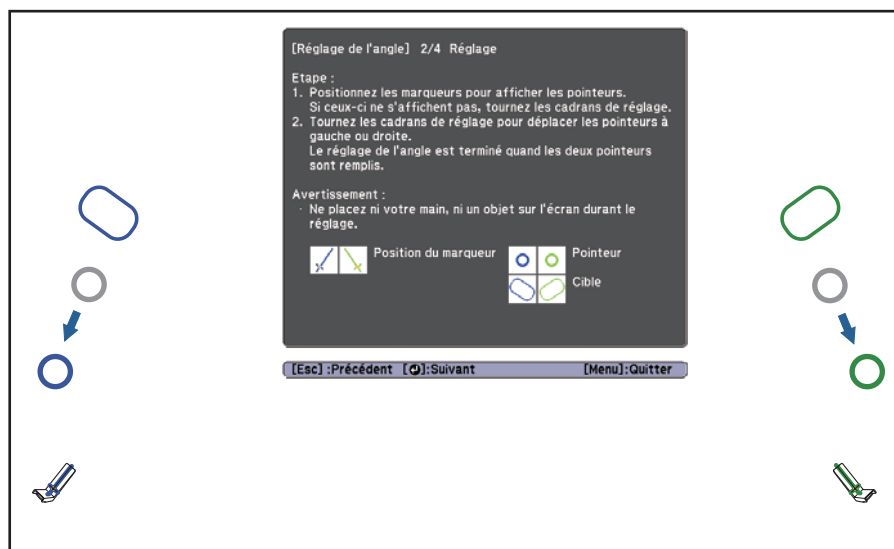 [Réglage de l'angle] 2/4 Réglage
Etape :
1. Positionnez les marqueurs pour afficher les pointeurs.
Si ceux-ci ne s'affichent pas, tournez les cadrans de réglage.
2. Tournez les cadrans de réglage pour déplacer les pointeurs à
gauche ou droite.
Le réglage de l'angle est terminé quand les deux pointeurs
sont remplis.
Avertissement :
· Ne placez ni votre main, ni un objet sur l'écran durant le
réglage.
Position du marqueur
Pointeur
Cible
[Esc] :Précédent [⏎]:Suivant [Menu]:Quitter